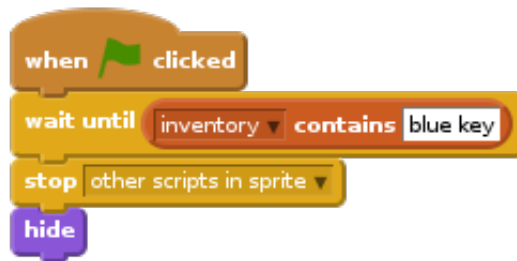 when clicked
wait until inventory contains blue key
stop other scripts in sprite
hide